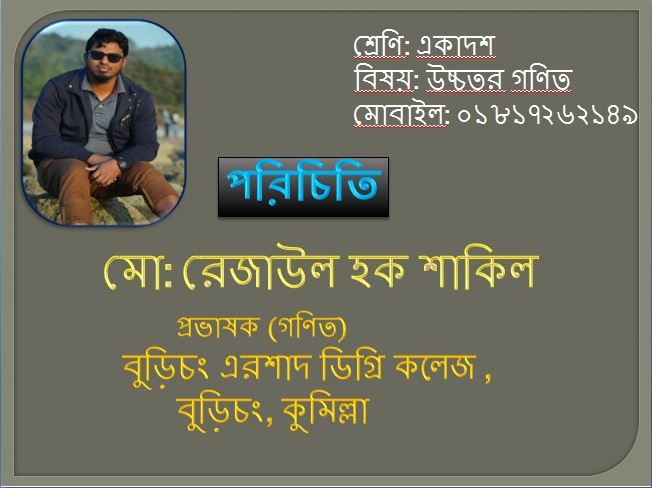 শ্রেণি: একাদশ
বিষয়: উচ্চতর গণিত
মোবাইল: ০১৮১৭২৬২১৪৯
পরিচিতি
মো: রেজাউল হক শাকিল
প্রভাষক (গণিত)
বুড়িচং এরশাদ ডিগ্রি কলেজ ,
বুড়িচং, কুমিল্লা